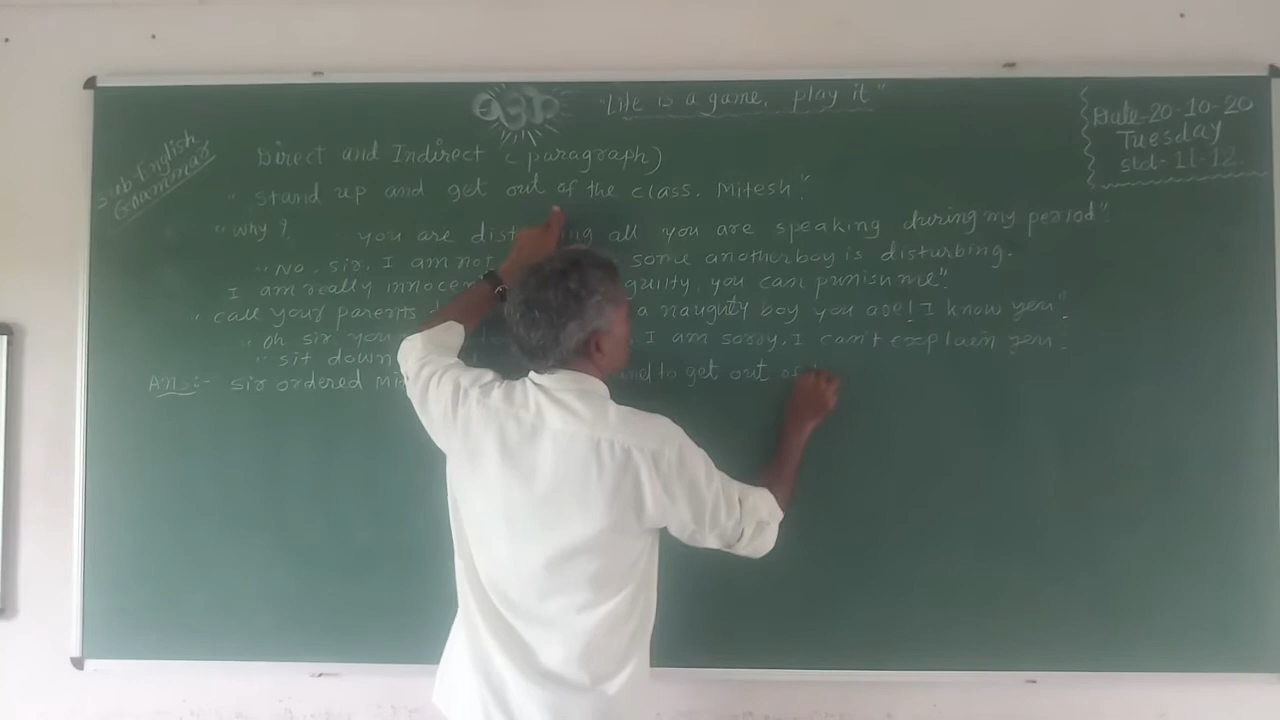 "Life is a game, play it"
Date-20-10-20
Tuesday
Std-11-12.
Sub-English
Grammar
Direct and Indirect (paragraph)
"Stand up and get out of the class. Mitesh"
"Why? you are all you are speaking during my period"
"No, sir, I am not some another boy is disturbing.
I am really guilty, you can punish me".
"call your parents a naughty boy you are! I know you".
"Oh sir you I am sorry. I can't explain you.
"sit down
Ans:- sir ordered and to get out of